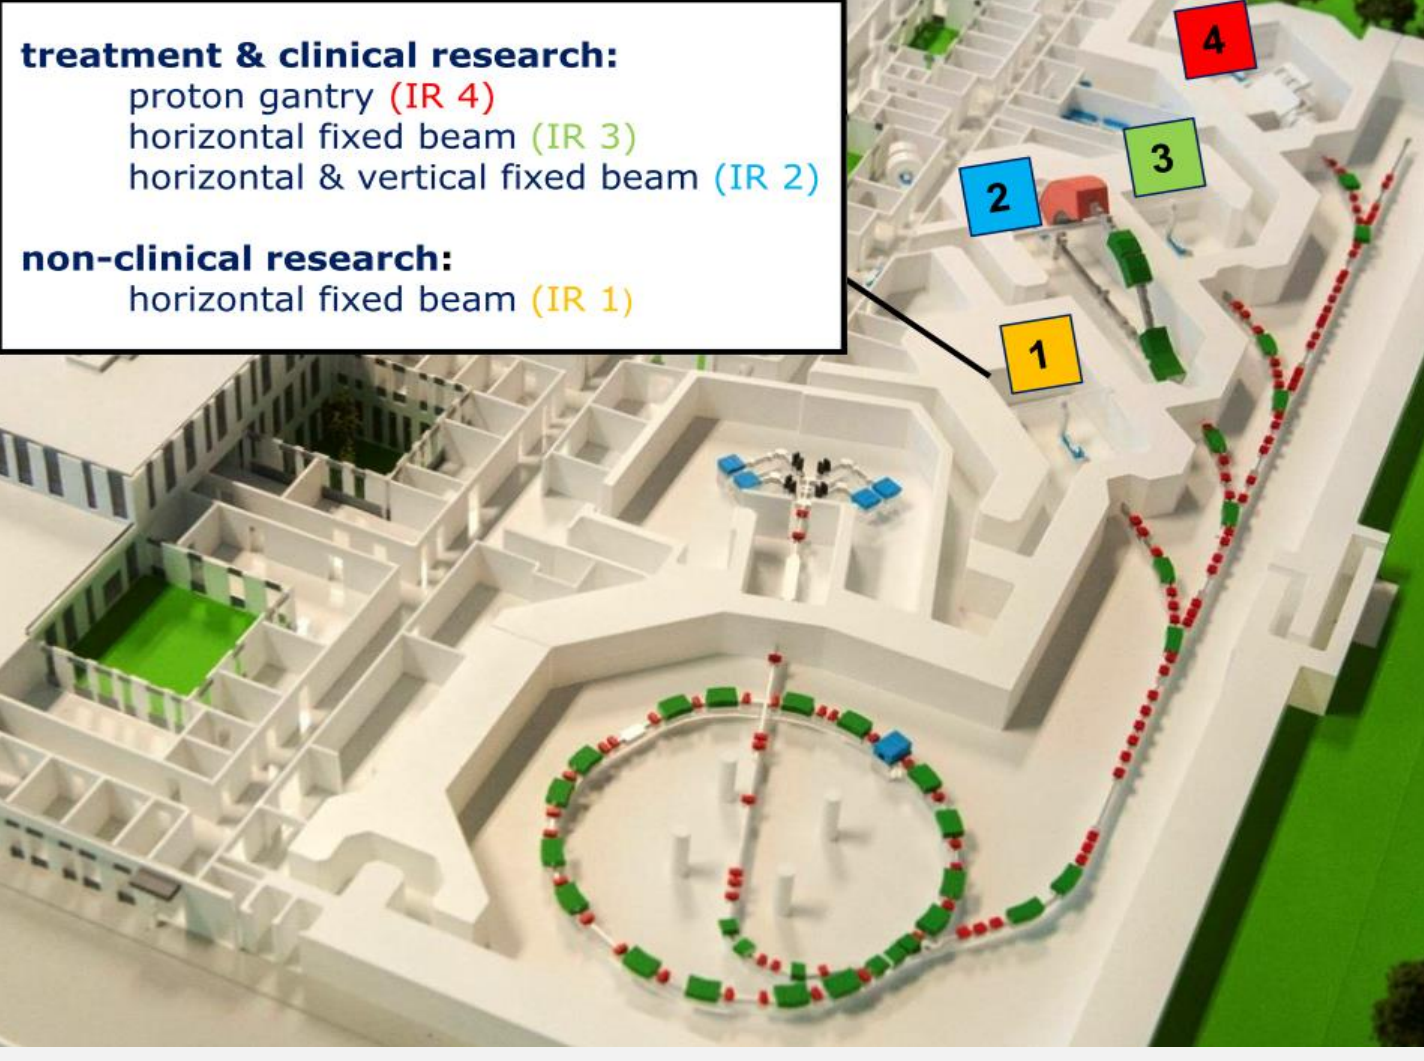 treatment & clinical research:
proton gantry (IR 4)
horizontal fixed beam (IR 3)
horizontal & vertical fixed beam (IR 2)
non-clinical research:
horizontal fixed beam (IR 1)
4
3
2
1